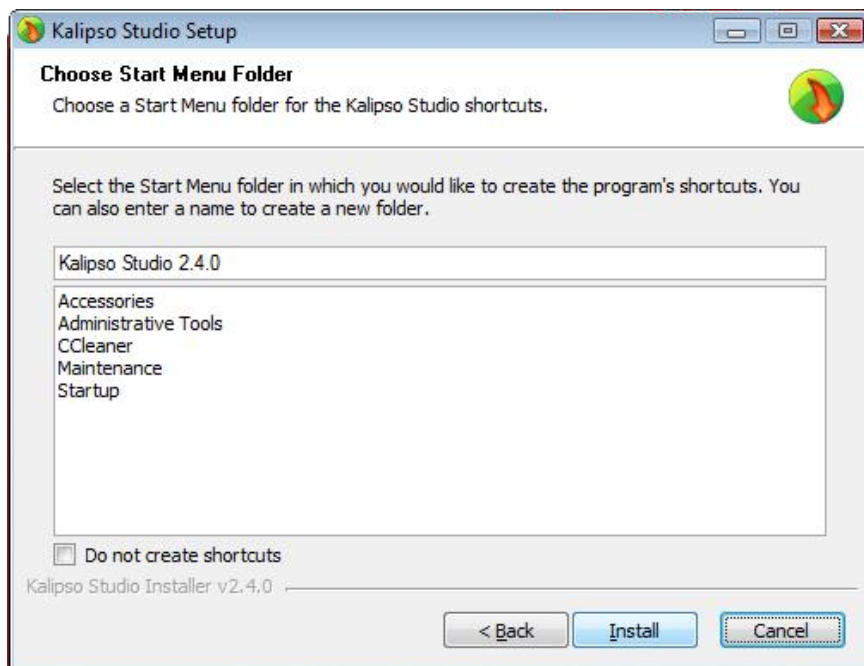 Kalipso Studio Setup
Choose Start Menu Folder
Choose a Start Menu folder for the Kalipso Studio shortcuts.
Select the Start Menu folder in which you would like to create the program's shortcuts. You
can also enter a name to create a new folder.
Kalipso Studio 2.4.0
Accessories
Administrative Tools
CCleaner
Maintenance
Startup
Do not create shortcuts
Kalipso Studio Installer v2.4.0
< Back
Install
Cancel